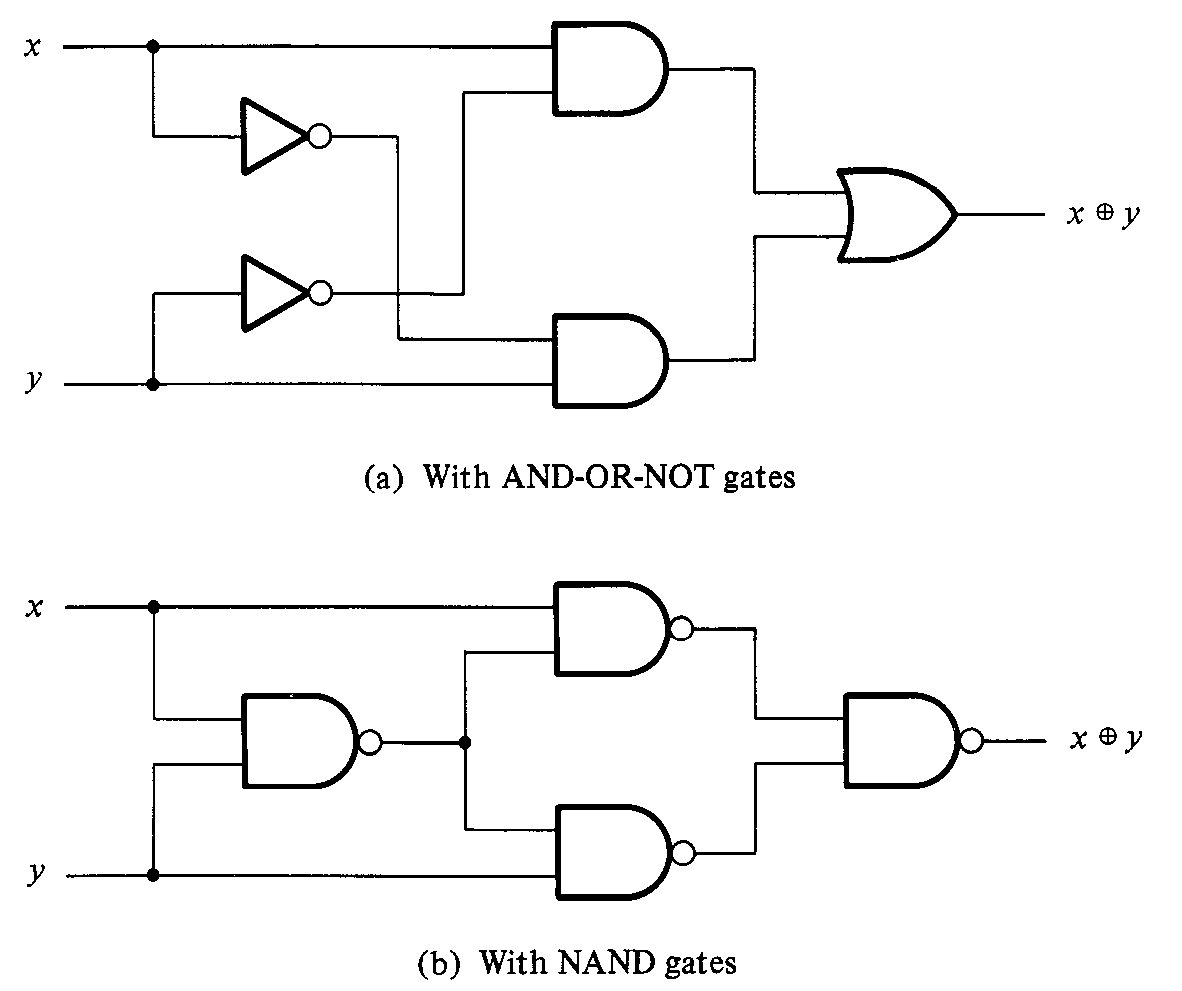 x
x ⊕ y
y
(a) With AND-OR-NOT gates
x
x ⊕ y
y
(b) With NAND gates